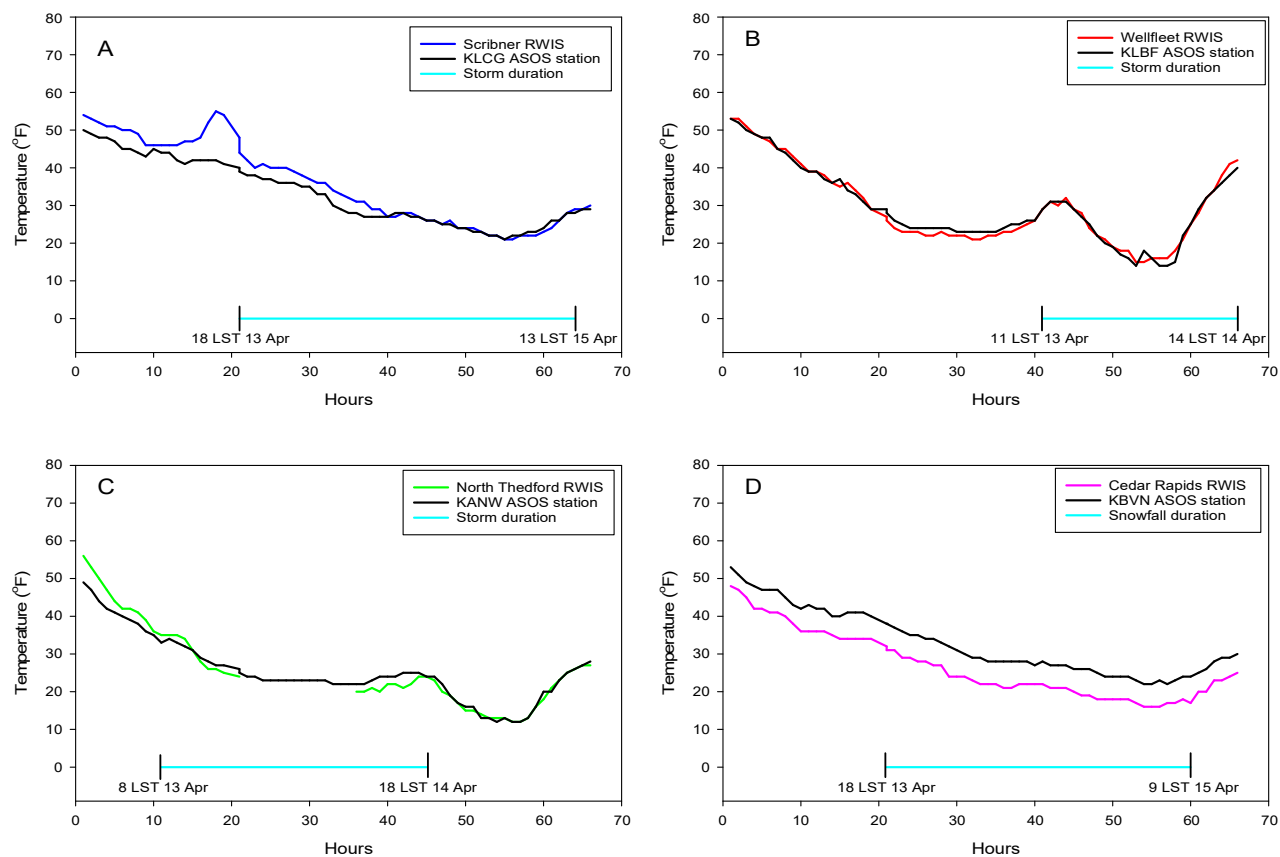 A
Scribner RWIS
KLCG ASOS station
Storm duration
80
70
60
50
40
30
20
10
0
Temperature (°F)
18 LST 13 Apr
13 LST 15 Apr
0 10 20 30 40 50 60 70
Hours
B
Wellfleet RWIS
KLBF ASOS station
Storm duration
80
70
60
50
40
30
20
10
0
Temperature (°F)
11 LST 13 Apr
14 LST 14 Apr
0 10 20 30 40 50 60 70
Hours
C
North Thedford RWIS
KANW ASOS station
Storm duration
80
70
60
50
40
30
20
10
0
Temperature (°F)
8 LST 13 Apr
18 LST 14 Apr
0 10 20 30 40 50 60 70
Hours
D
Cedar Rapids RWIS
KBVN ASOS station
Snowfall duration
80
70
60
50
40
30
20
10
0
Temperature (°F)
18 LST 13 Apr
9 LST 15 Apr
0 10 20 30 40 50 60 70
Hours